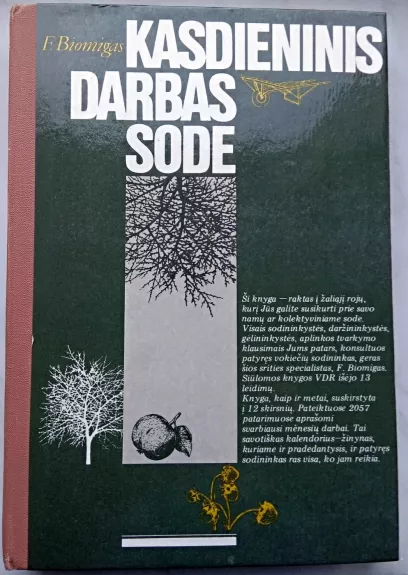 F. Biomigas
KASDIENINIS
DARBAS
SODE
Ši knyga — raktas į žaliąjį rojų,
kurį Jūs galite susikurti prie savo
namų ar kolektyviniame sode.
Visais sodininkystės, daržininkystės,
gėlininkystės, aplinkos tvarkymo
klausimais Jums patars, konsultuos
patyręs vokiečių sodininkas, geras
šios srities specialistas, F. Biomigas.
Siūlomos knygos VDR išėjo 13
leidimų.
Knyga, kaip ir metai, suskirstyta
į 12 skirsnių. Pateiktuose 2057
patarimuose aprašomi
svarbiausi mėnesių darbai. Tai
savotiškas kalendorius—žinynas,
kuriame ir pradedantysis, ir patyręs
sodininkas ras visa, ko jam reikia.